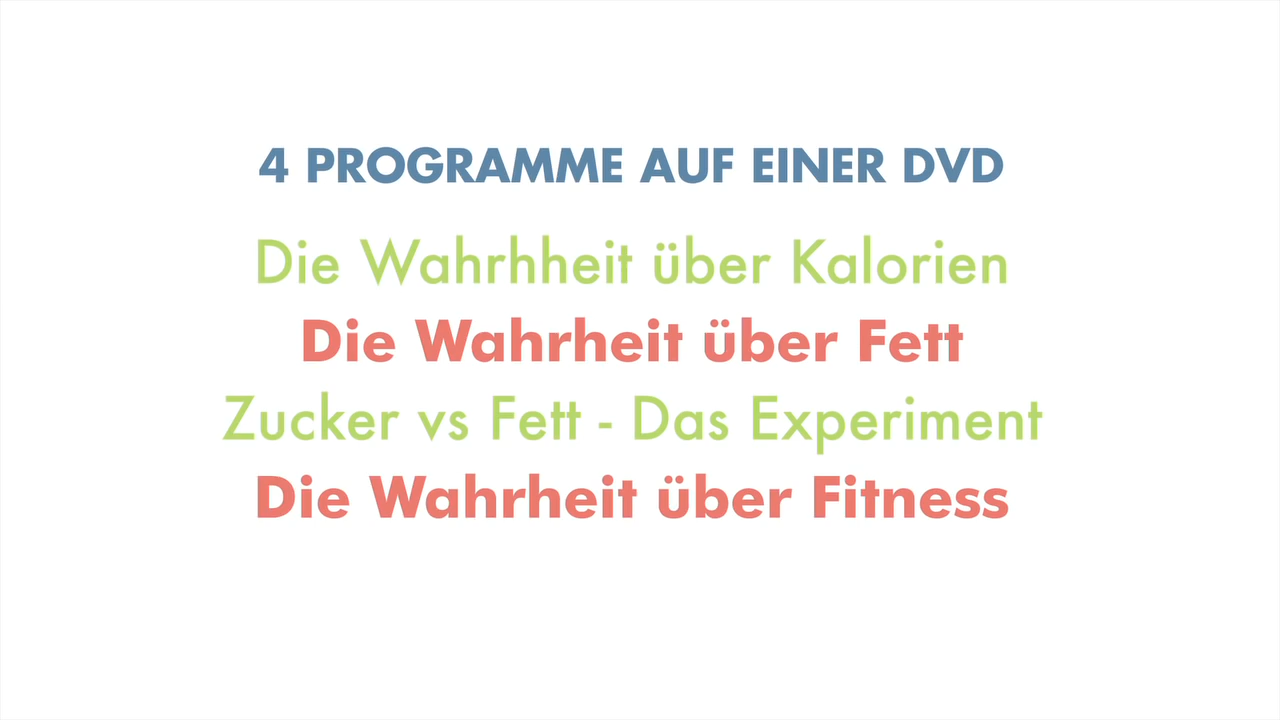 4 PROGRAMME AUF EINER DVD
Die Wahrhheit über Kalorien
Die Wahrheit über Fett
Zucker vs Fett - Das Experiment
Die Wahrheit über Fitness